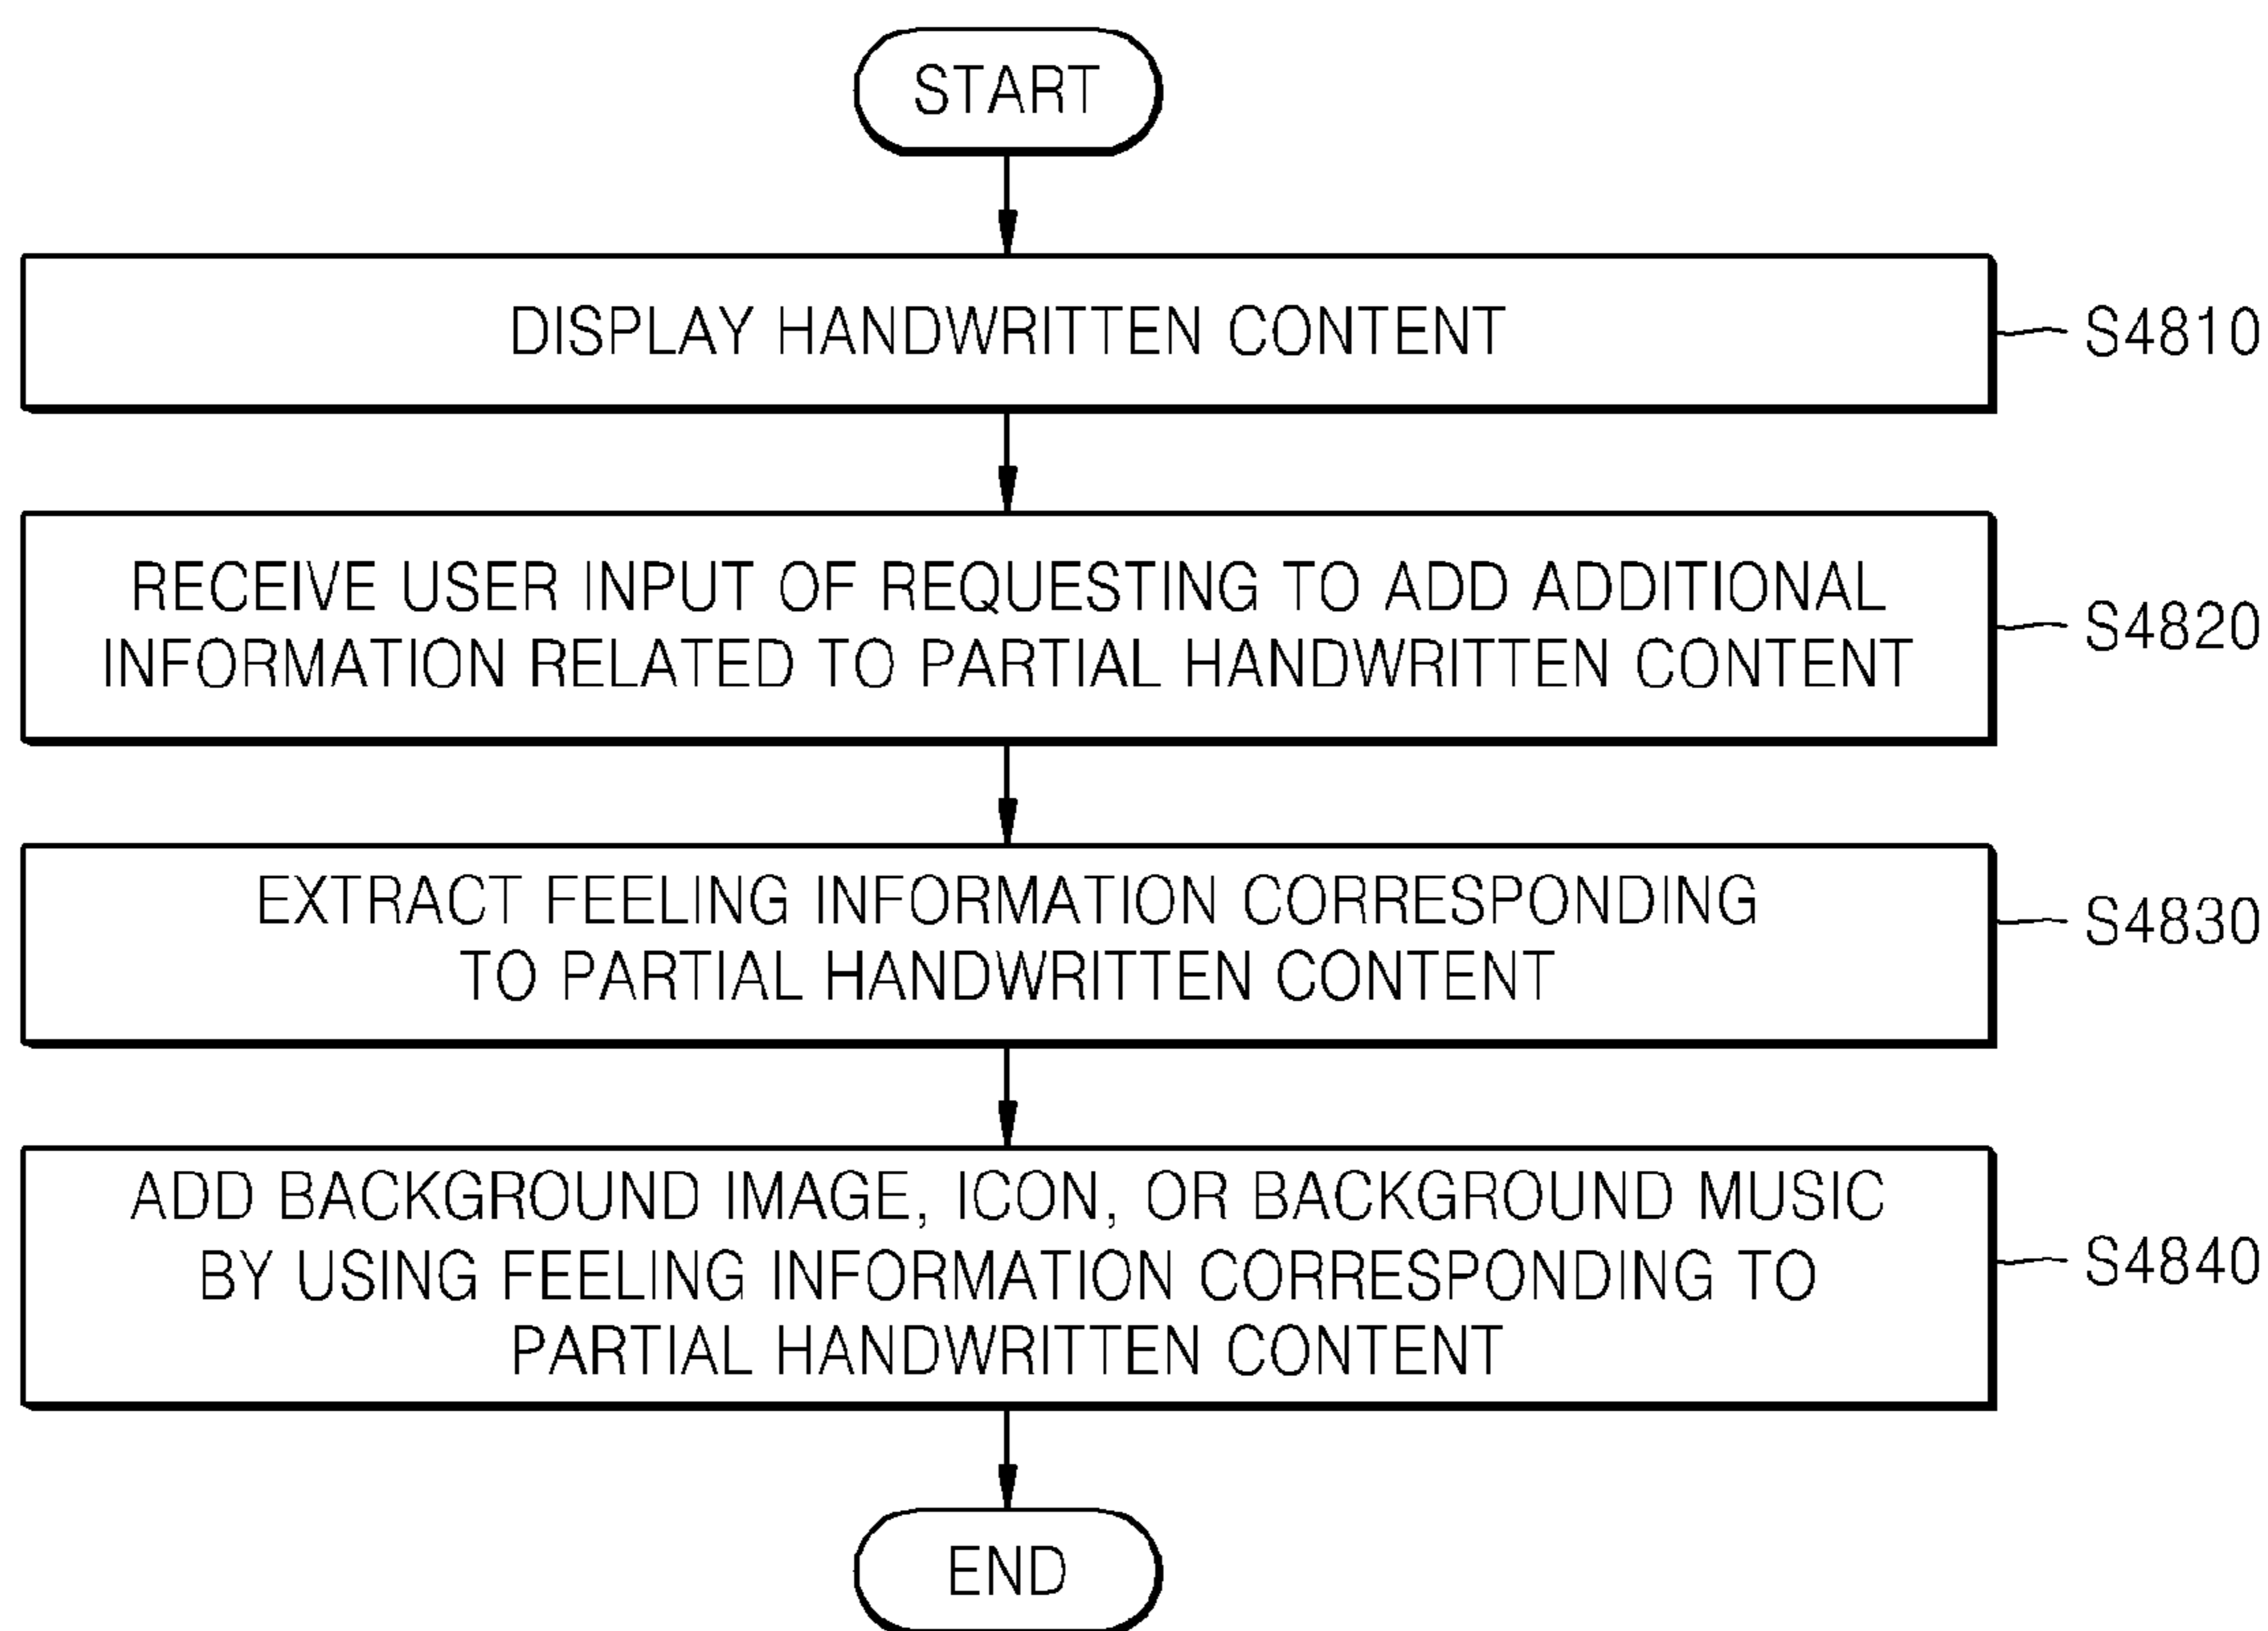 START
DISPLAY HANDWRITTEN CONTENT
S4810
RECEIVE USER INPUT OF REQUESTING TO ADD ADDITIONAL
INFORMATION RELATED TO PARTIAL HANDWRITTEN CONTENT
S4820
EXTRACT FEELING INFORMATION CORRESPONDING
TO PARTIAL HANDWRITTEN CONTENT
S4830
ADD BACKGROUND IMAGE, ICON, OR BACKGROUND MUSIC
BY USING FEELING INFORMATION CORRESPONDING TO
PARTIAL HANDWRITTEN CONTENT
S4840
END